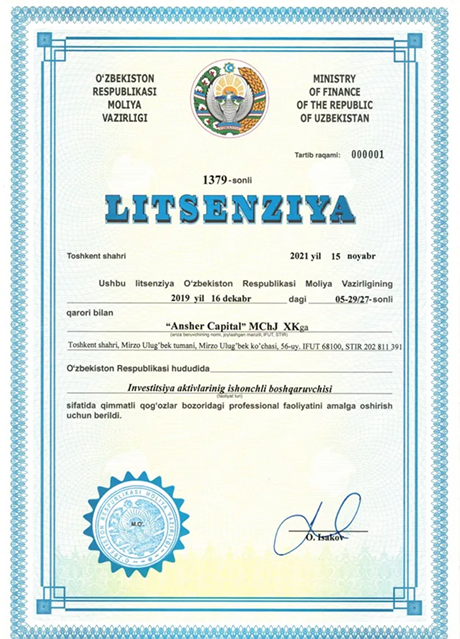 O'ZBEKISTON
RESPUBLIKASI
MOLIYA
VAZIRLIGI
MINISTRY
OF FINANCE
OF THE REPUBLIC
OF UZBEKISTAN
Tartib raqami: 000001
1379-sonli
LITSENZIYA
Toshkent shahri 2021 yil 15 noyabr
Ushbu litsenziya O'zbekiston Respublikasi Moliya Vazirligining
2019 yil 16 dekabr dagi 05-29/27-sonli
qarori bilan
“Ansher Capital” MChJ XKga
(ariza beruvchining nomi, joylashgan manzili, IFUT, STIR)
Toshkent shahri, Mirzo Ulug'bek tumani, Mirzo Ulug'bek ko'chasi, 56-uy. IFUT 68100, STIR 202 811 391
O'zbekiston Respublikasi hududida
Investitsiya aktivlarinig ishonchli boshqaruvchisi
(faoliyat turi)
sifatida qimmatli qog'ozlar bozoridagi professional faoliyatini amalga oshirish
uchun berildi.
M.O'.
O. Isakov